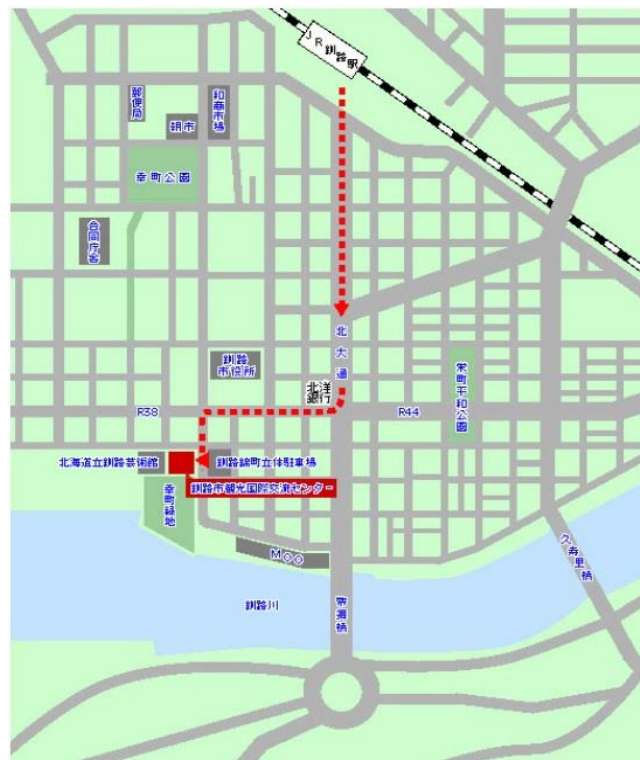 JR釧路駅
郵便局
和商市場
朝市
幸町公園
合同庁舎
北大通
釧路
市役所
北洋
銀行
栄町平和公園
R38
R44
北海道立釧路芸術館
釧路錦町立体駐車場
釧路市観光国際交流センター
幸町緑地
MOO
久寿里橋
釧路川
幣舞橋